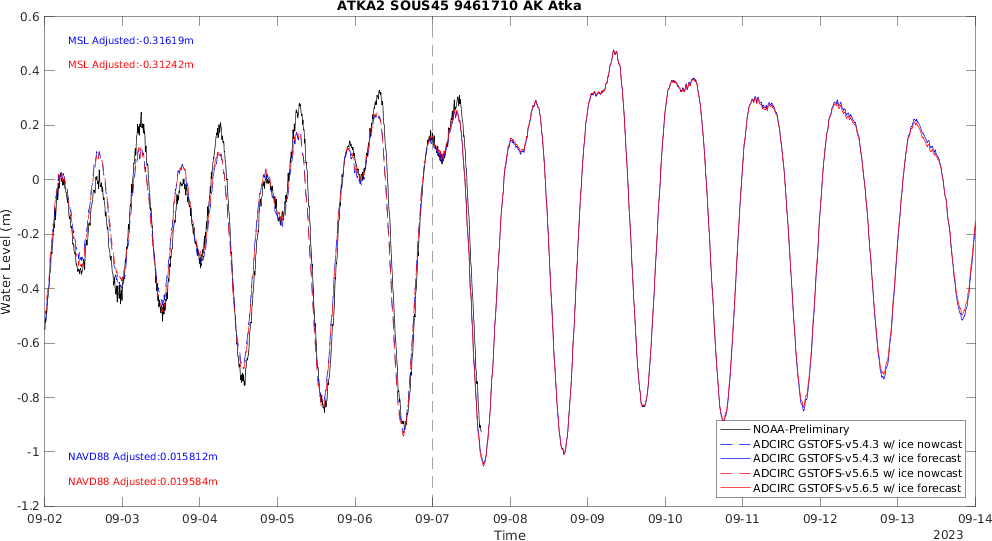 ATKA2 SOUS45 9461710 AK Atka
0.6
MSL Adjusted:-0.31619m
0.4
MSL Adjusted:-0.31242m
0.2
0
-0.2
Water Level (m)
-0.4
-0.6
-0.8
NOAA-Preliminary
ADCIRC GSTOFS-v5.4.3 w/ ice nowcast
-1
NAVD88 Adjusted:0.015812m
ADCIRC GSTOFS-v5.4.3 w/ ice forecast
ADCIRC GSTOFS-v5.6.5 w/ ice nowcast
NAVD88 Adjusted:0.019584m
ADCIRC GSTOFS-v5.6.5 w/ ice forecast
-1.2
09-02 09-03 09-04 09-05 09-06 09-07 09-08 09-09 09-10 09-11 09-12 09-13 09-14
Time
2023